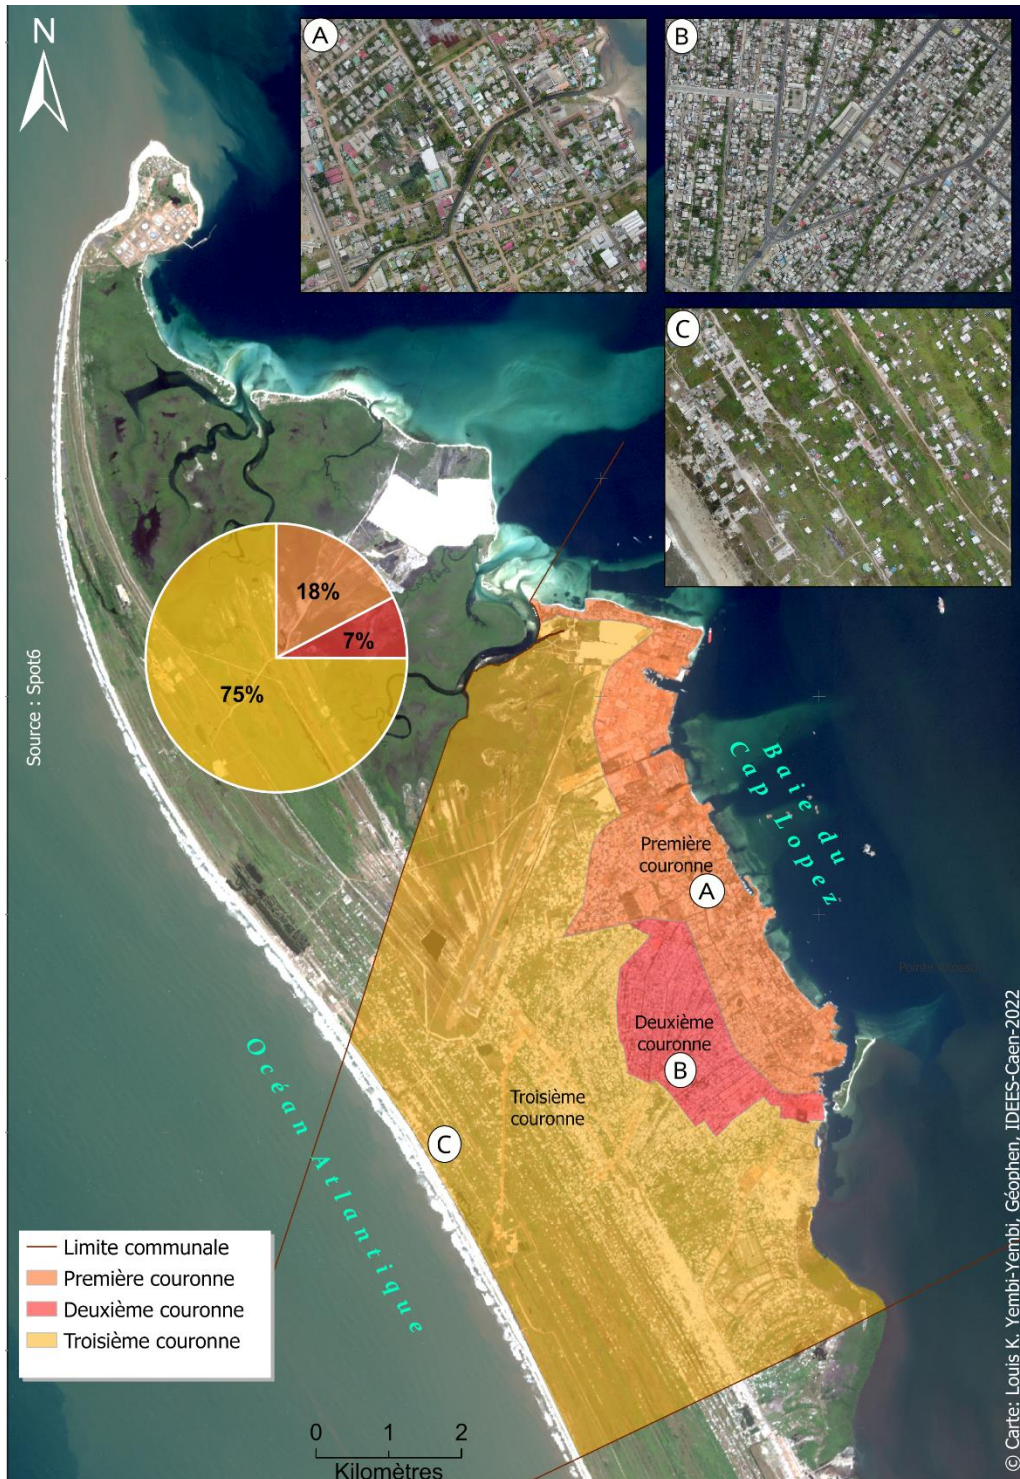 N
A
B
C
18%
7%
75%
Source : Spot6
Baie du
Cap Lopez
Première
couronne
A
Deuxième
couronne
B
Troisième
couronne
C
Océan Atlantique
Limite communale
Première couronne
Deuxième couronne
Troisième couronne
0 1 2
Kilomètres
© Carte: Louis K. Yembi-Yembi, Géophen, IDEES-Caen-2022